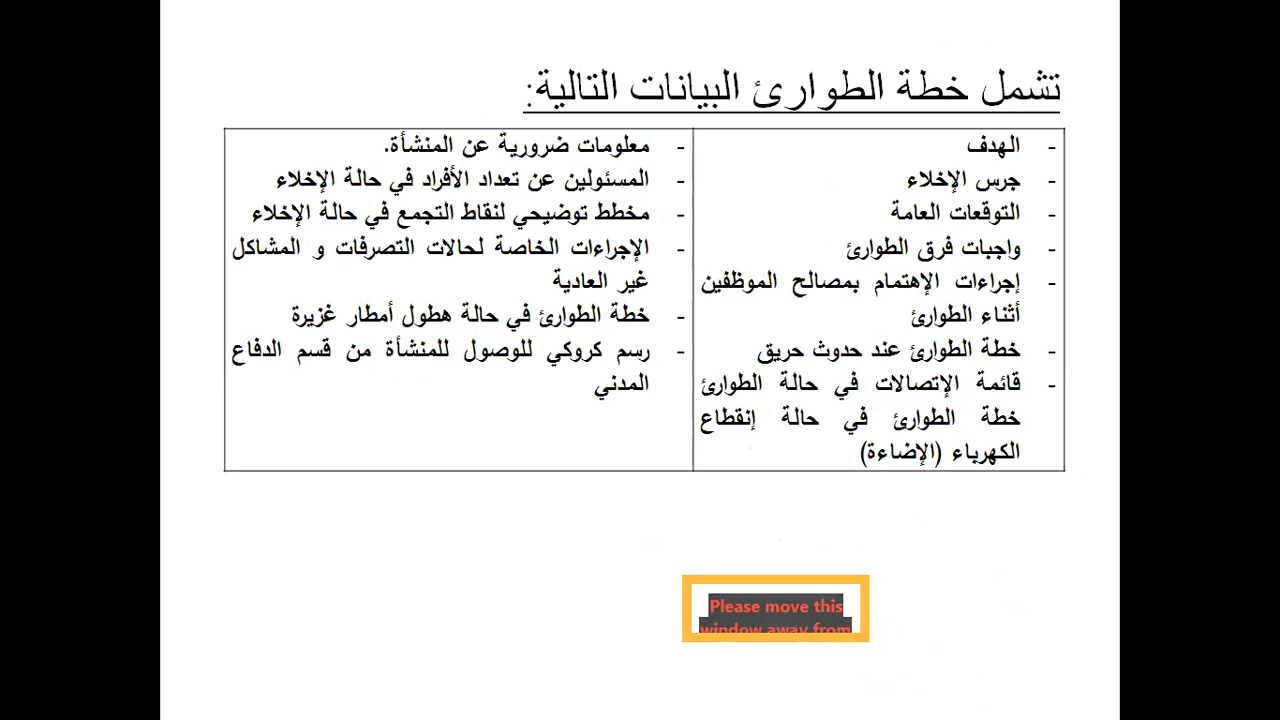 تشمل خطة الطوارئ البيانات التالية:
- الهدف
- جرس الإخلاء
- التوقعات العامة
- واجبات فرق الطوارئ
- إجراءات الإهتمام بمصالح الموظفين
أثناء الطوارئ
- خطة الطوارئ عند حدوث حريق
- قائمة الإتصالات في حالة الطوارئ
خطة الطوارئ في حالة إنقطاع
الكهرباء (الإضاءة)
- معلومات ضرورية عن المنشأة.
- المسئولين عن تعداد الأفراد في حالة الإخلاء
- مخطط توضيحي لنقاط التجمع في حالة الإخلاء
- الإجراءات الخاصة لحالات التصرفات و المشاكل
غير العادية
- خطة الطوارئ في حالة هطول أمطار غزيرة
- رسم كروكي للوصول للمنشأة من قسم الدفاع
المدني
Please move this
window away from